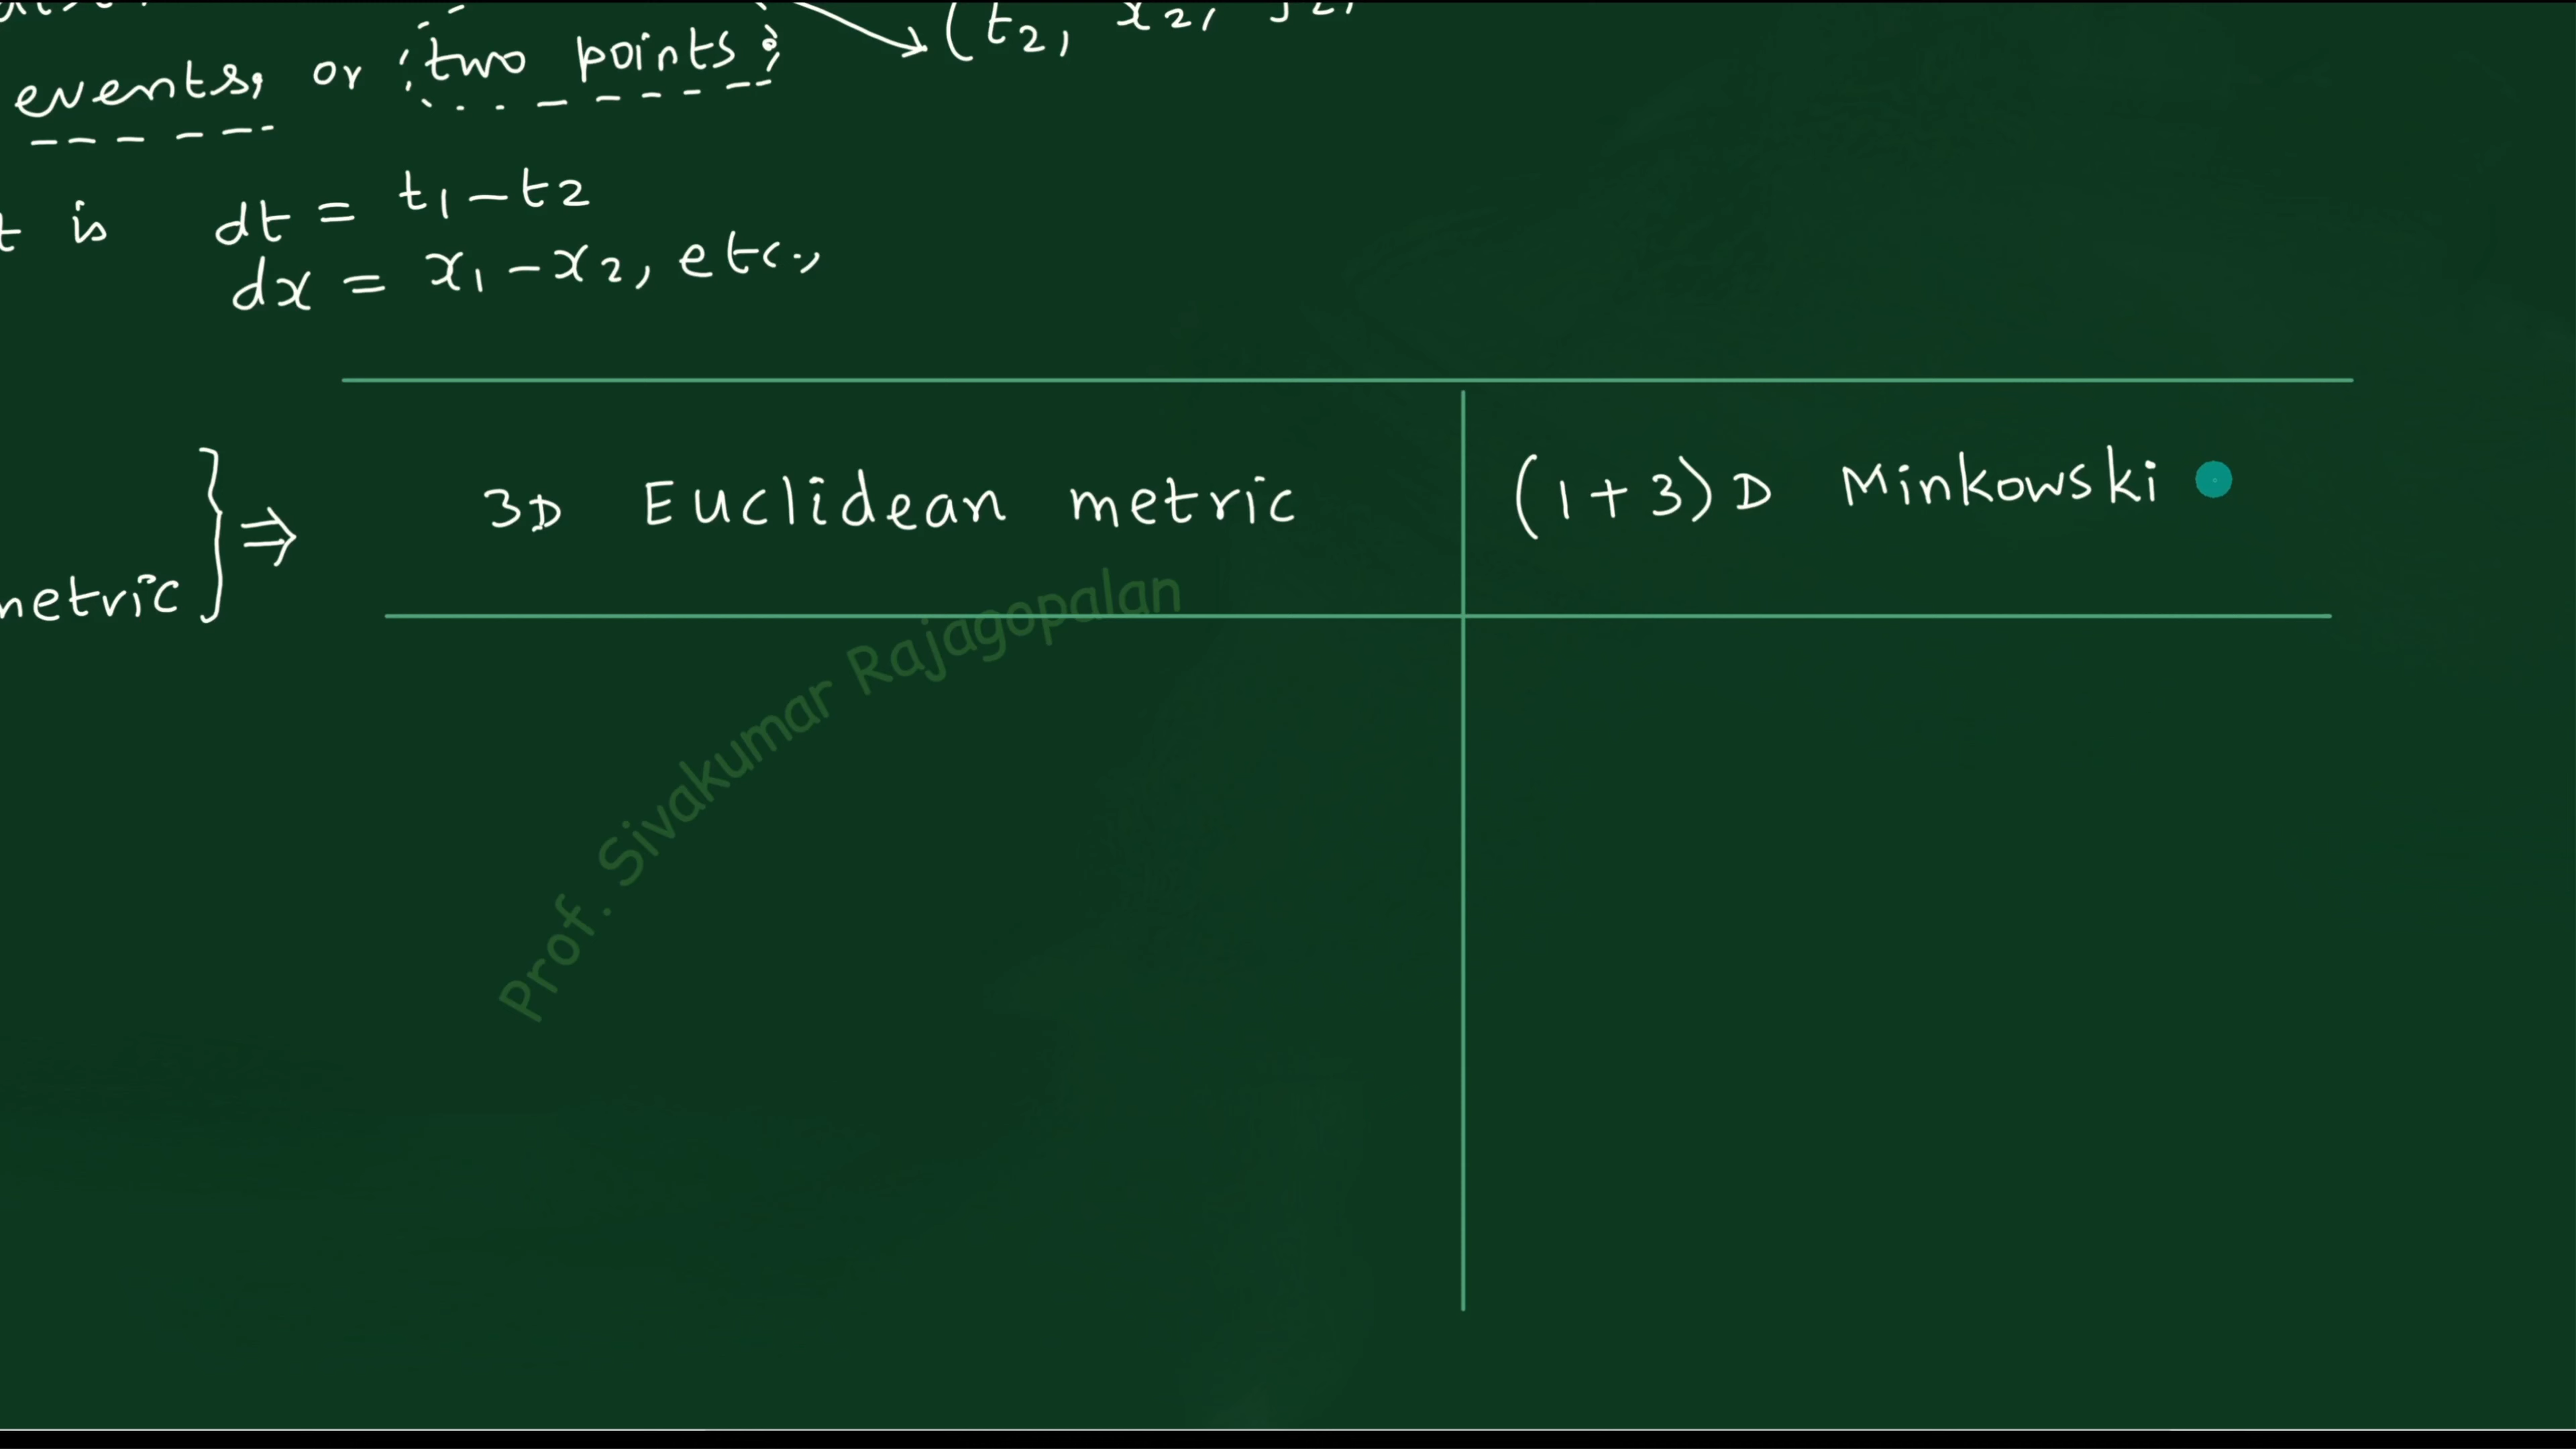 (t2, x2,
events, or two points
t is dt = t1 - t2
dx = x1 - x2, etc.,
3D Euclidean metric
(1+3) D Minkowski
metric
Prof. Sivakumar Rajagopalan